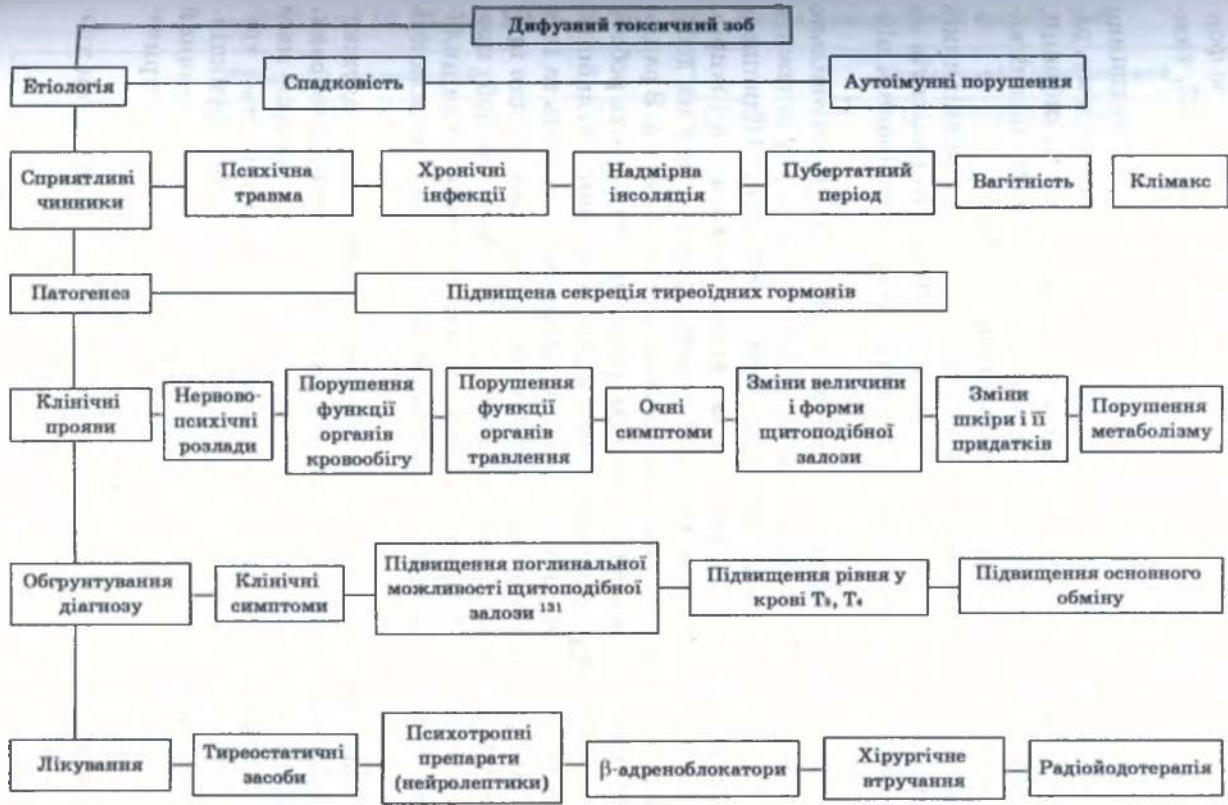 Дифузний токсичний зоб
Етіологія
Спадковість
Аутоімунні порушення
Сприятливі
чинники
Психічна
травма
Хронічні
інфекції
Надмірна
інсоляція
Пубертатний
період
Вагітність
Клімакс
Патогенез
Підвищена секреція тиреоїдних гормонів
Клінічні
прояви
Нервово-
психічні
розлади
Порушення
функції
органів
кровообігу
Порушення
функції
органів
травлення
Очні
симптоми
Зміни величини
і форми
щитоподібної
залози
Зміни
шкіри і її
придатків
Порушення
метаболізму
Обгрунтування
діагнозу
Клінічні
симптоми
Підвищення поглинальної
можливості щитоподібної
залози ¹³¹
Підвищення рівня у
крові Т₃, Т₄
Підвищення основного
обміну
Лікування
Тиреостатичні
засоби
Психотропні
препарати
(нейролептики)
β-адреноблокатори
Хірургічне
втручання
Радіойодотерапія